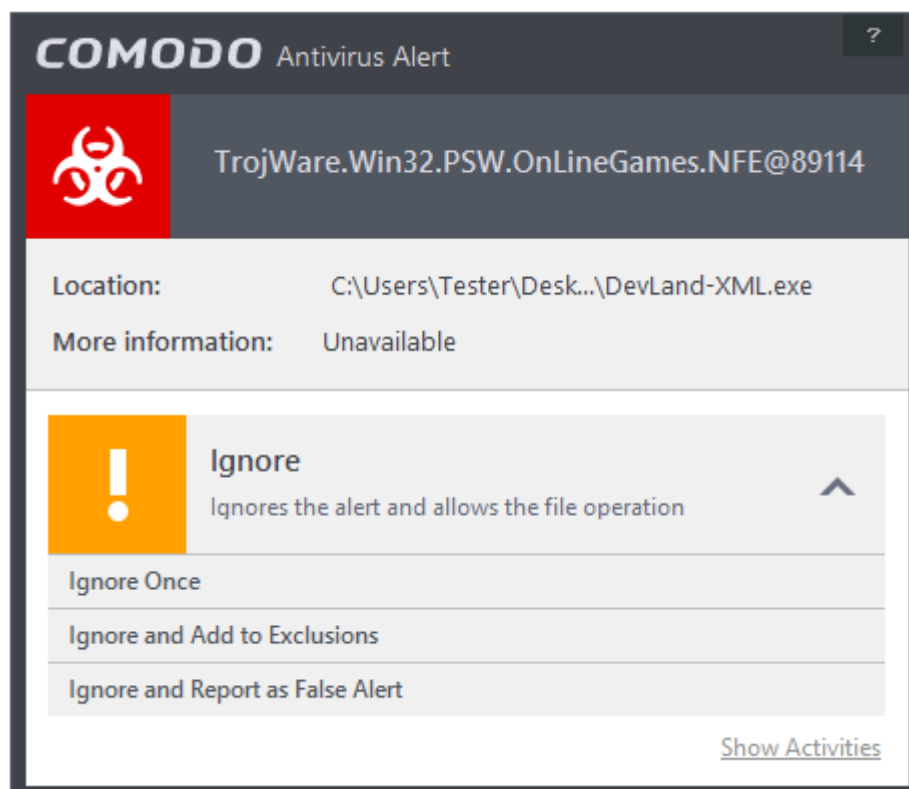 COMODO Antivirus Alert ?
TrojWare.Win32.PSW.OnLineGames.NFE@89114
Location: C:\Users\Tester\Desk...\DevLand-XML.exe
More information: Unavailable
!
Ignore
Ignores the alert and allows the file operation
Ignore Once
Ignore and Add to Exclusions
Ignore and Report as False Alert
Show Activities